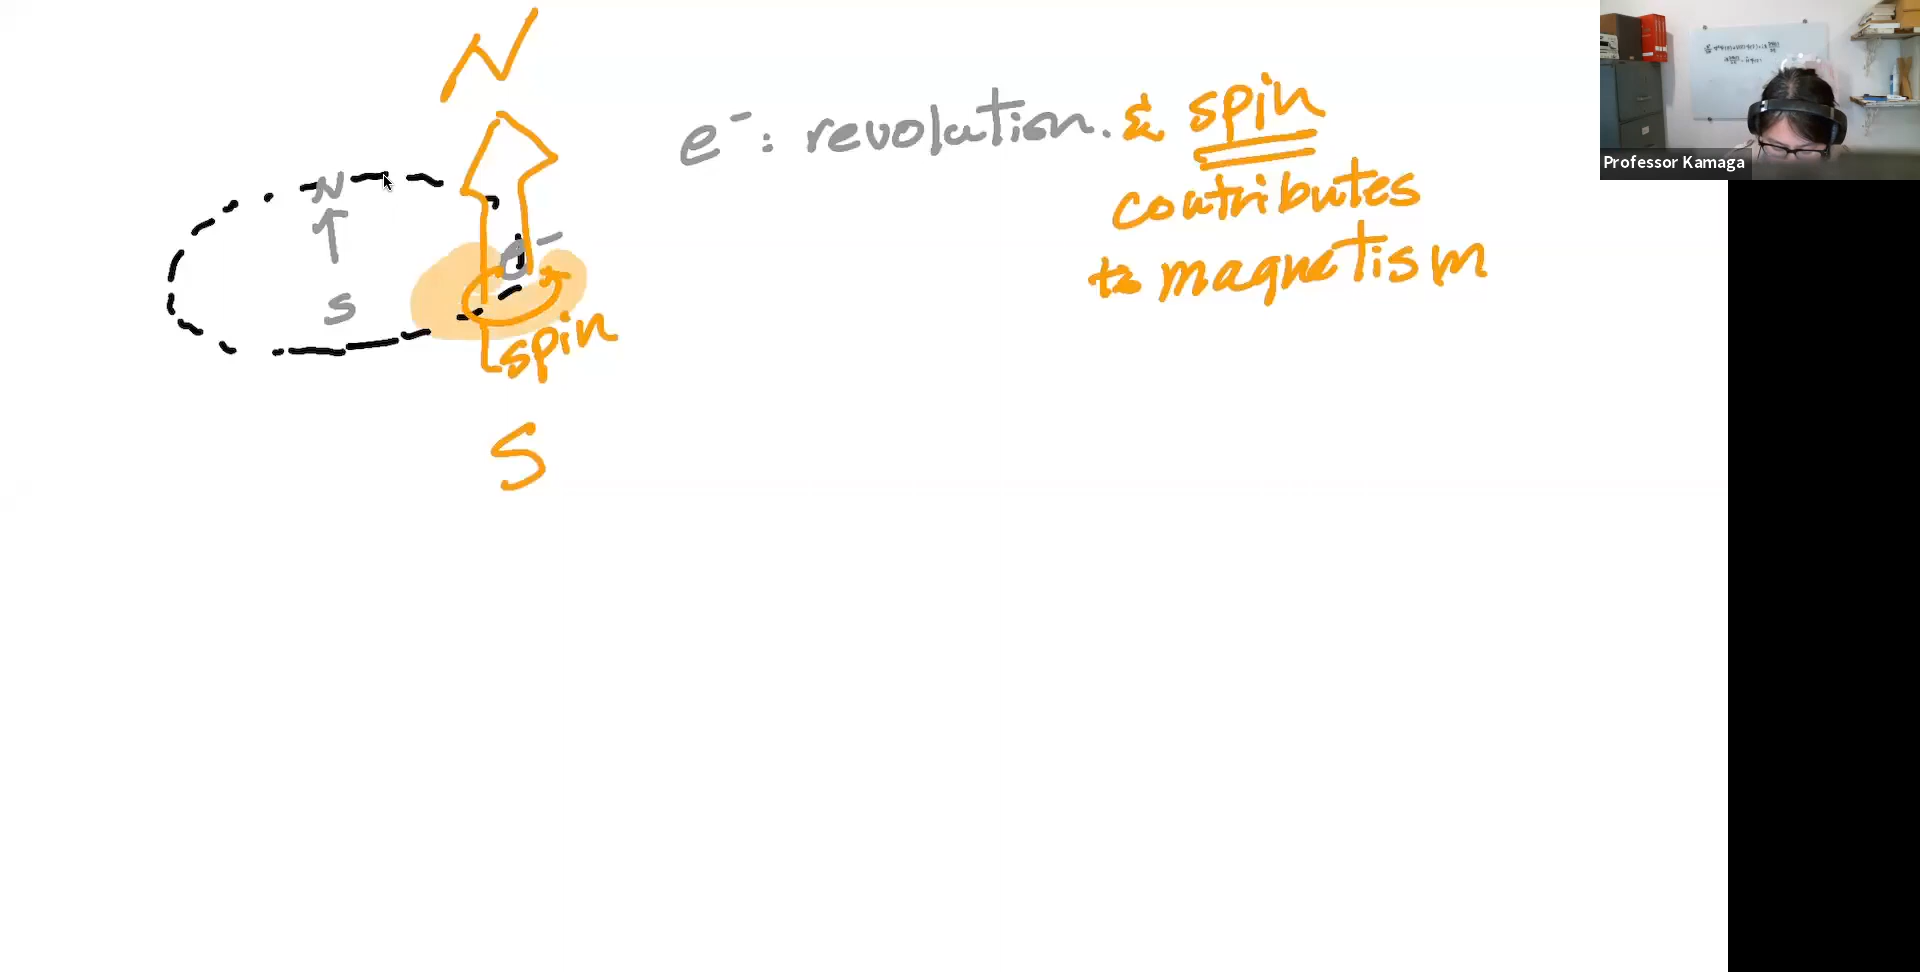 N
e⁻: revolution. & spin
contributes
to magnetism
N
e⁻
S
spin
S
Professor Kamaga